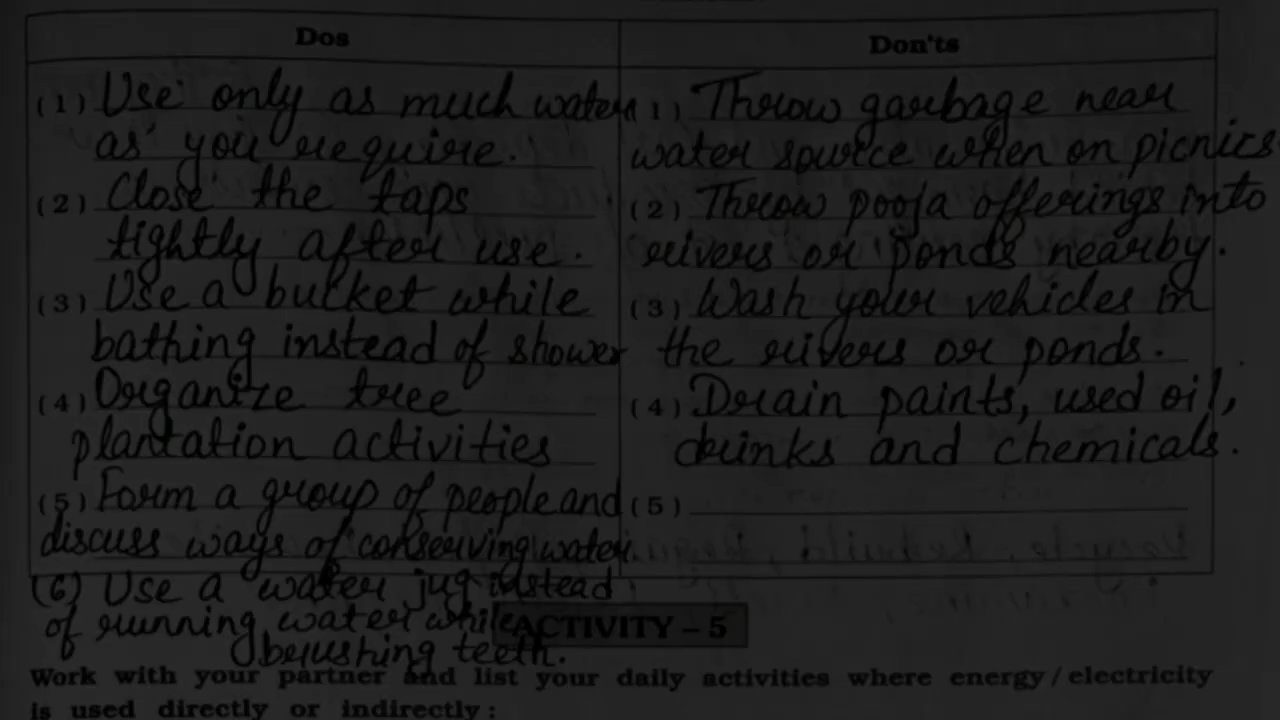 Dos
(1) Use only as much water
as you require.
(2) Close the taps
tightly after use.
(3) Use a bucket while
bathing instead of shower
(4) Organize tree
plantation activities
(5) Form a group of people and
discuss ways of conserving water.
(6) Use a water jug instead
of running water while
brushing teeth.
Don'ts
(1) Throw garbage near
water source when on picnics
(2) Throw pooja offerings into
rivers or ponds nearby.
(3) Wash your vehicles in
the rivers or ponds.
(4) Drain paints, used oil,
drinks and chemicals.
(5)
ACTIVITY – 5
Work with your partner and list your daily activities where energy/electricity
is used directly or indirectly: